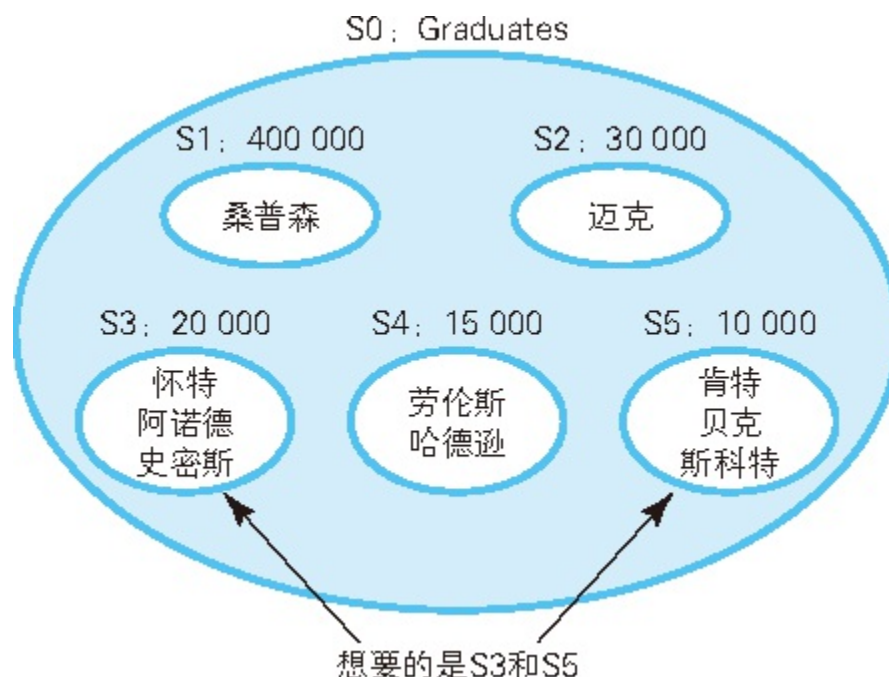 S0：Graduates
S1：400 000
S2：30 000
桑普森
迈克
S3：20 000
S4：15 000
S5：10 000
怀特
阿诺德
史密斯
劳伦斯
哈德逊
肯特
贝克
斯科特
想要的是S3和S5